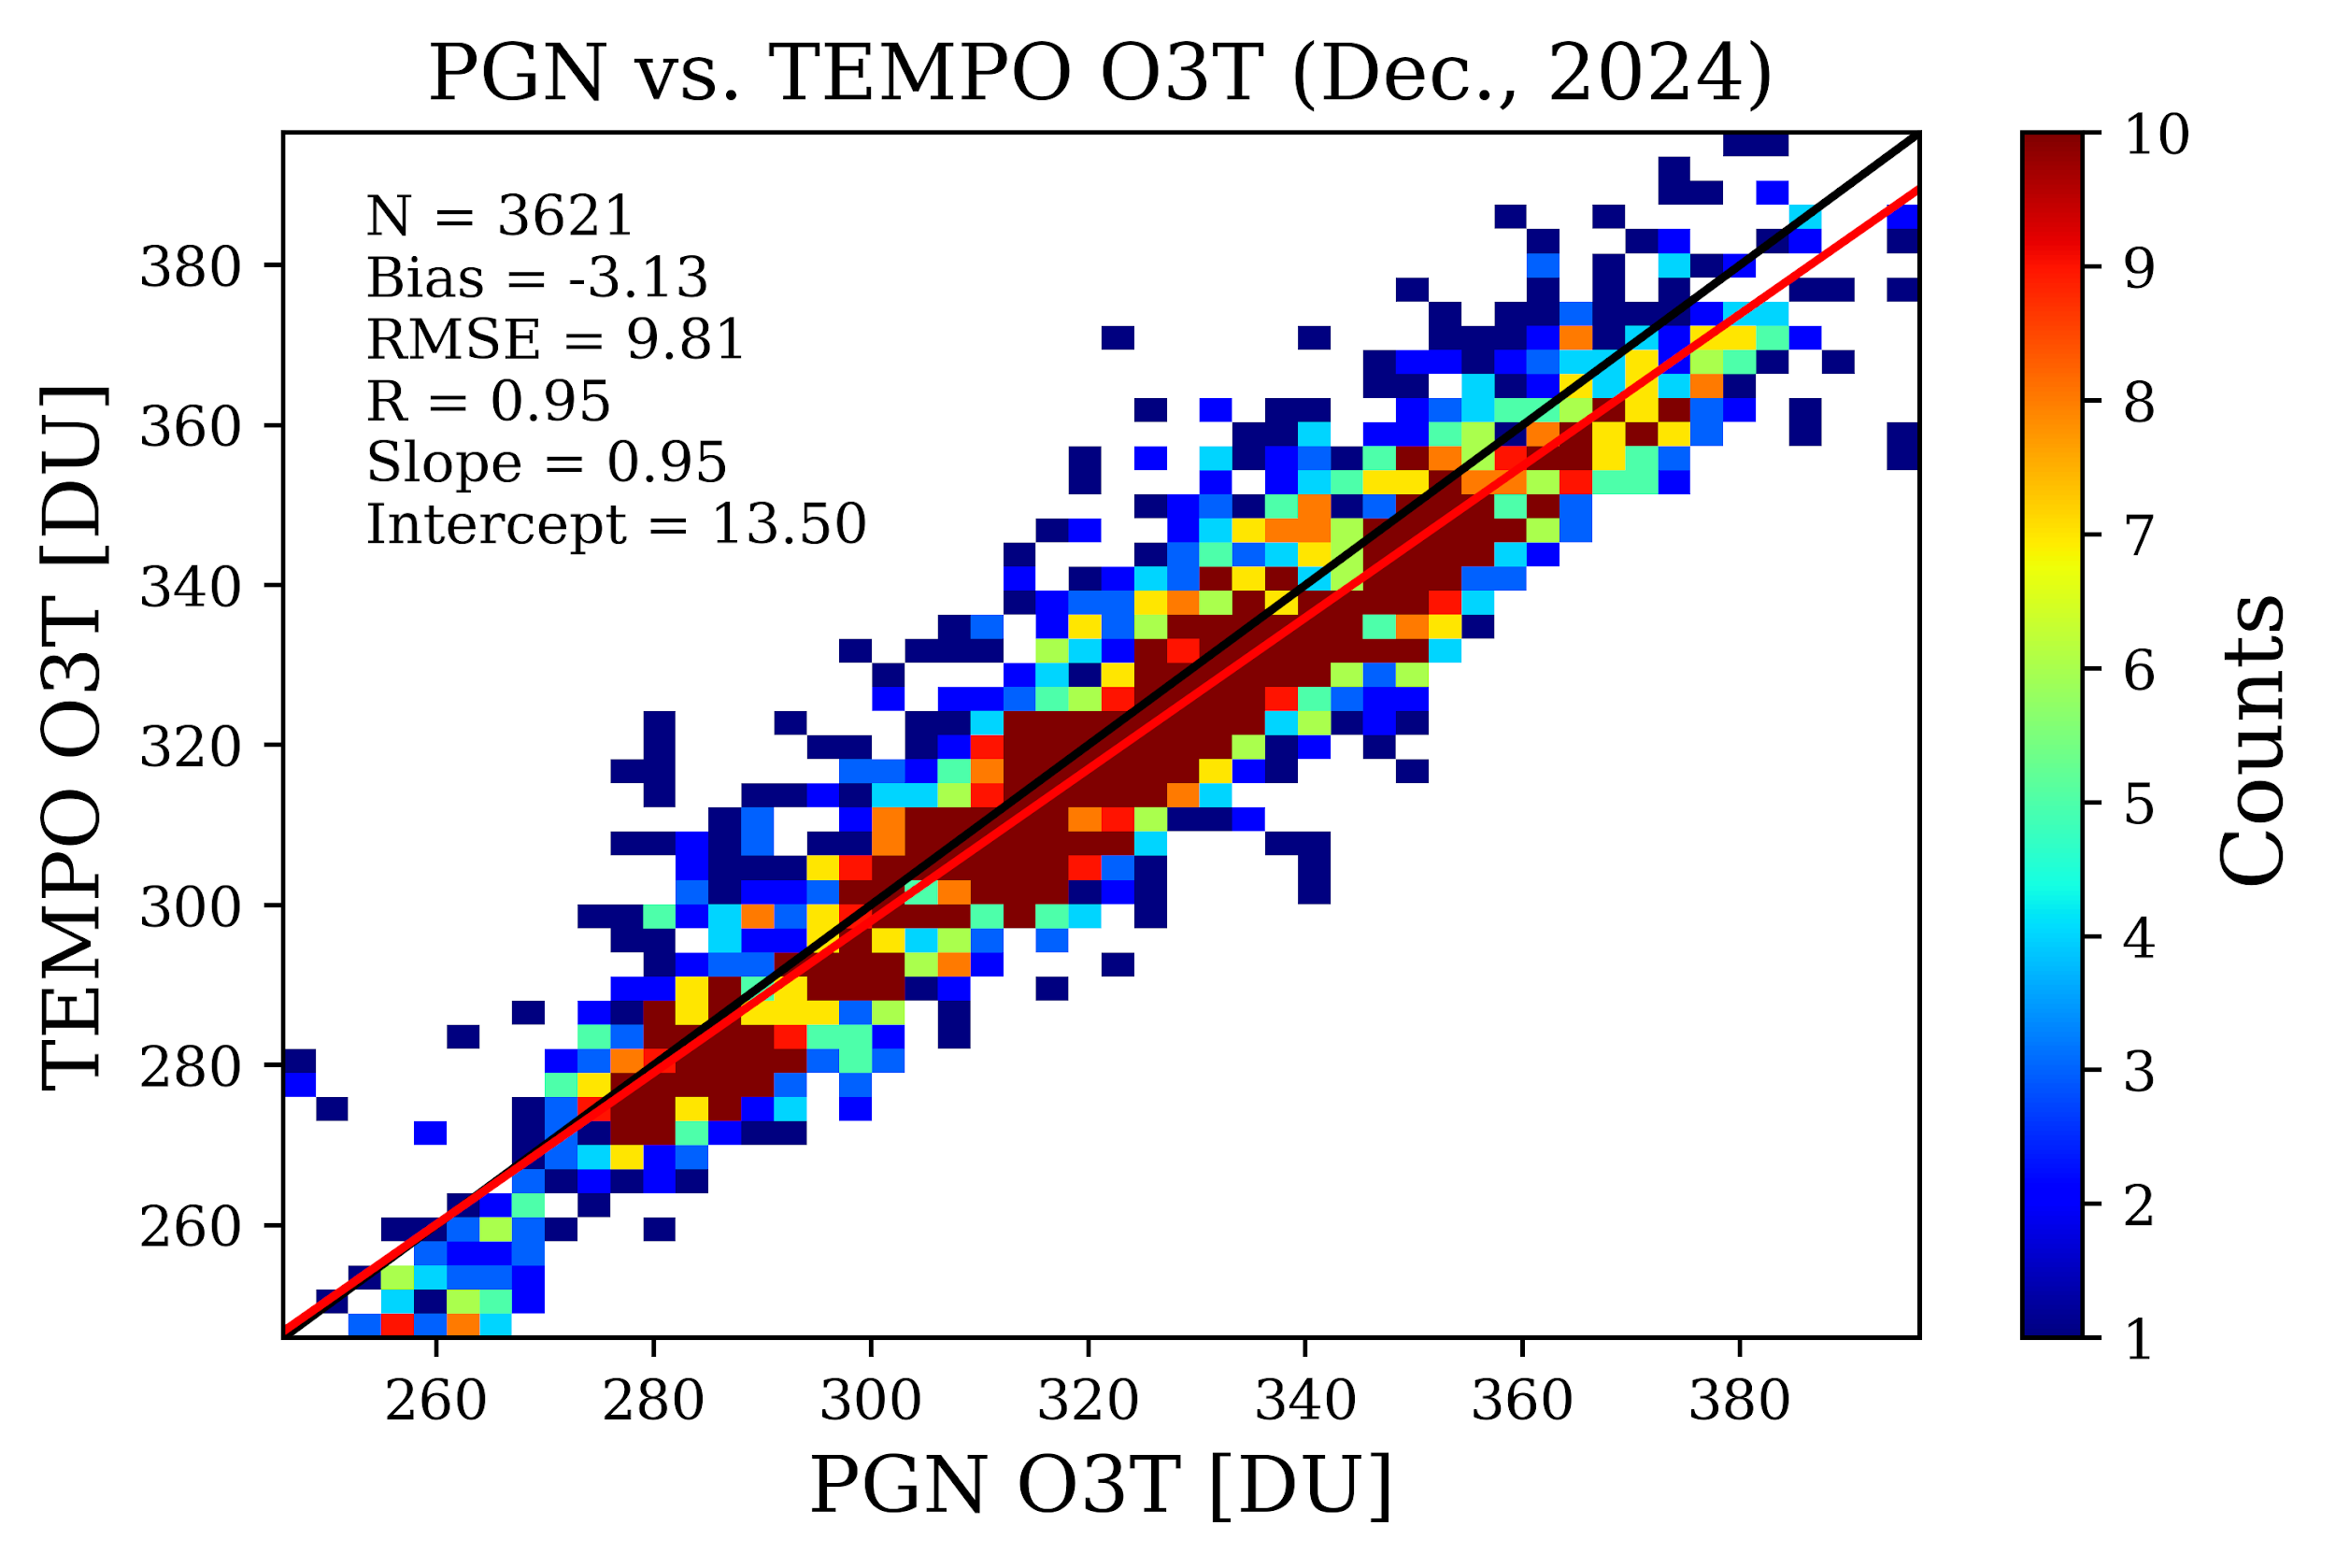 PGN vs. TEMPO O3T (Dec., 2024)
N = 3621
Bias = -3.13
RMSE = 9.81
R = 0.95
Slope = 0.95
Intercept = 13.50
TEMPO O3T [DU]
380
360
340
320
300
280
260
260 280 300 320 340 360 380
PGN O3T [DU]
10
9
8
7
6
5
4
3
2
1
Counts